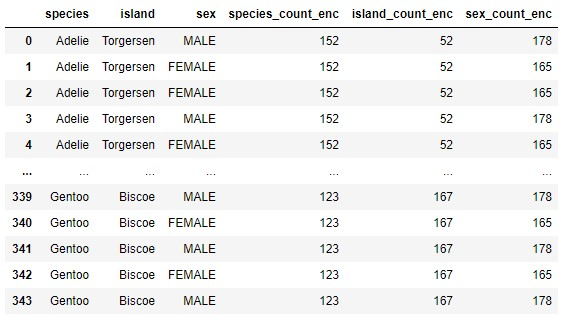 species island sex species_count_enc island_count_enc sex_count_enc
0 Adelie Torgersen MALE 152 52 178
1 Adelie Torgersen FEMALE 152 52 165
2 Adelie Torgersen FEMALE 152 52 165
3 Adelie Torgersen MALE 152 52 178
4 Adelie Torgersen FEMALE 152 52 165
... ... ... ... ... ... ...
339 Gentoo Biscoe MALE 123 167 178
340 Gentoo Biscoe FEMALE 123 167 165
341 Gentoo Biscoe MALE 123 167 178
342 Gentoo Biscoe FEMALE 123 167 165
343 Gentoo Biscoe MALE 123 167 178